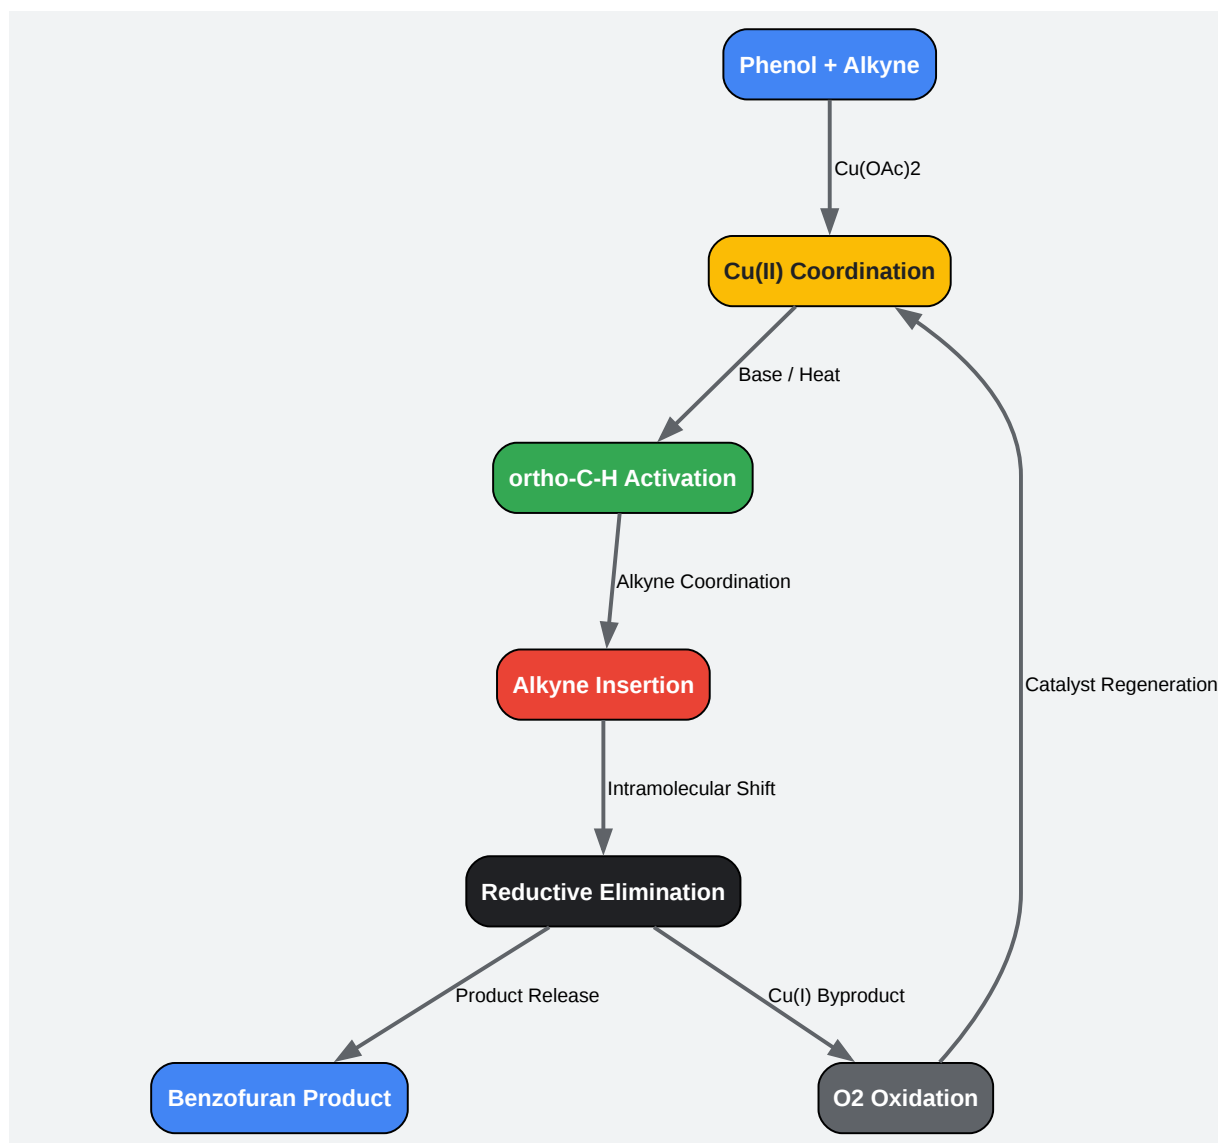 Phenol + Alkyne
Cu(OAc)2
Cu(II) Coordination
Base / Heat
ortho-C-H Activation
Alkyne Coordination
Alkyne Insertion
Catalyst Regeneration
Intramolecular Shift
Reductive Elimination
Product Release
Cu(I) Byproduct
Benzofuran Product
O2 Oxidation